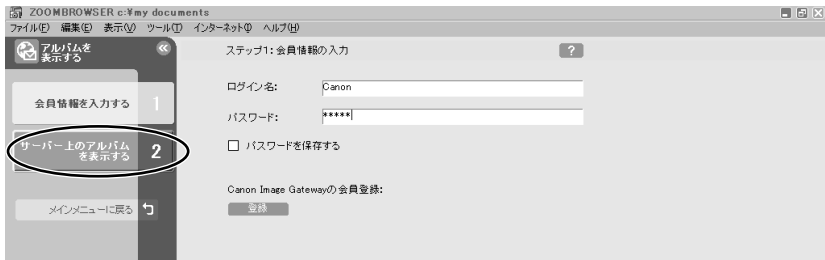 ZOOMBROWSER c:¥my documents
ファイル(F) 編集(E) 表示(V) ツール(T) インターネット(I) ヘルプ(H)
アルバムを
表示する
ステップ1:会員情報の入力
?
会員情報を入力する 1
ログイン名: Canon
パスワード: *****
サーバー上のアルバム
を表示する 2
パスワードを保存する
Canon Image Gatewayの会員登録:
登録
メインメニューに戻る